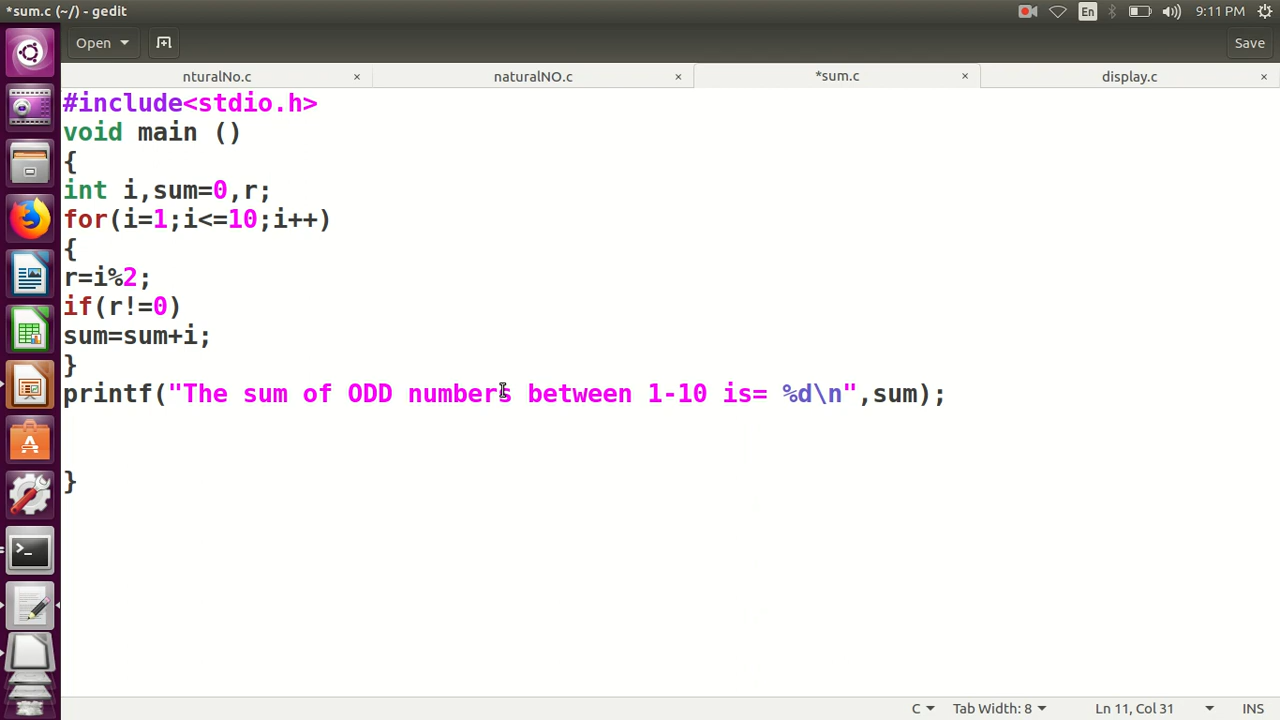 *sum.c (~/) - gedit
En
9:11 PM
Open
Save
nturalNo.c ×
naturalNO.c ×
*sum.c ×
display.c ×
#include<stdio.h>
void main ()
{
int i,sum=0,r;
for(i=1;i<=10;i++)
{
r=i%2;
if(r!=0)
sum=sum+i;
}
printf("The sum of ODD numbers between 1-10 is= %d\n",sum);
}
C
Tab Width: 8
Ln 11, Col 31
INS